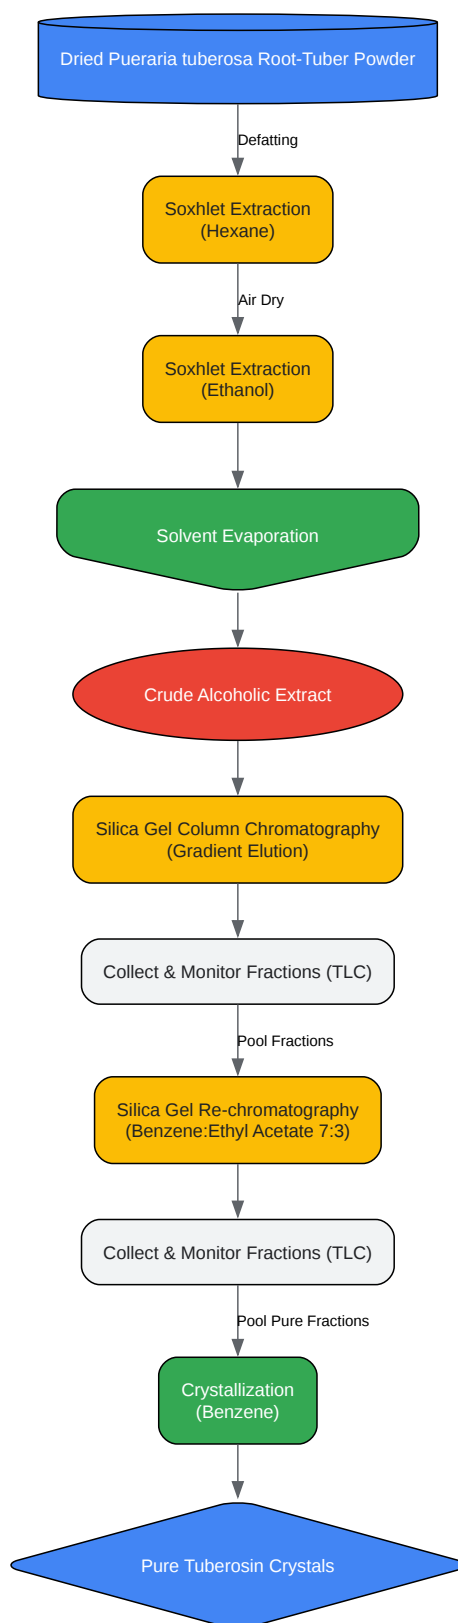 Dried Pueraria tuberosa Root-Tuber Powder
Defatting
Soxhlet Extraction
(Hexane)
Air Dry
Soxhlet Extraction
(Ethanol)
Solvent Evaporation
Crude Alcoholic Extract
Silica Gel Column Chromatography
(Gradient Elution)
Collect & Monitor Fractions (TLC)
Pool Fractions
Silica Gel Re-chromatography
(Benzene:Ethyl Acetate 7:3)
Collect & Monitor Fractions (TLC)
Pool Pure Fractions
Crystallization
(Benzene)
Pure Tuberosin Crystals